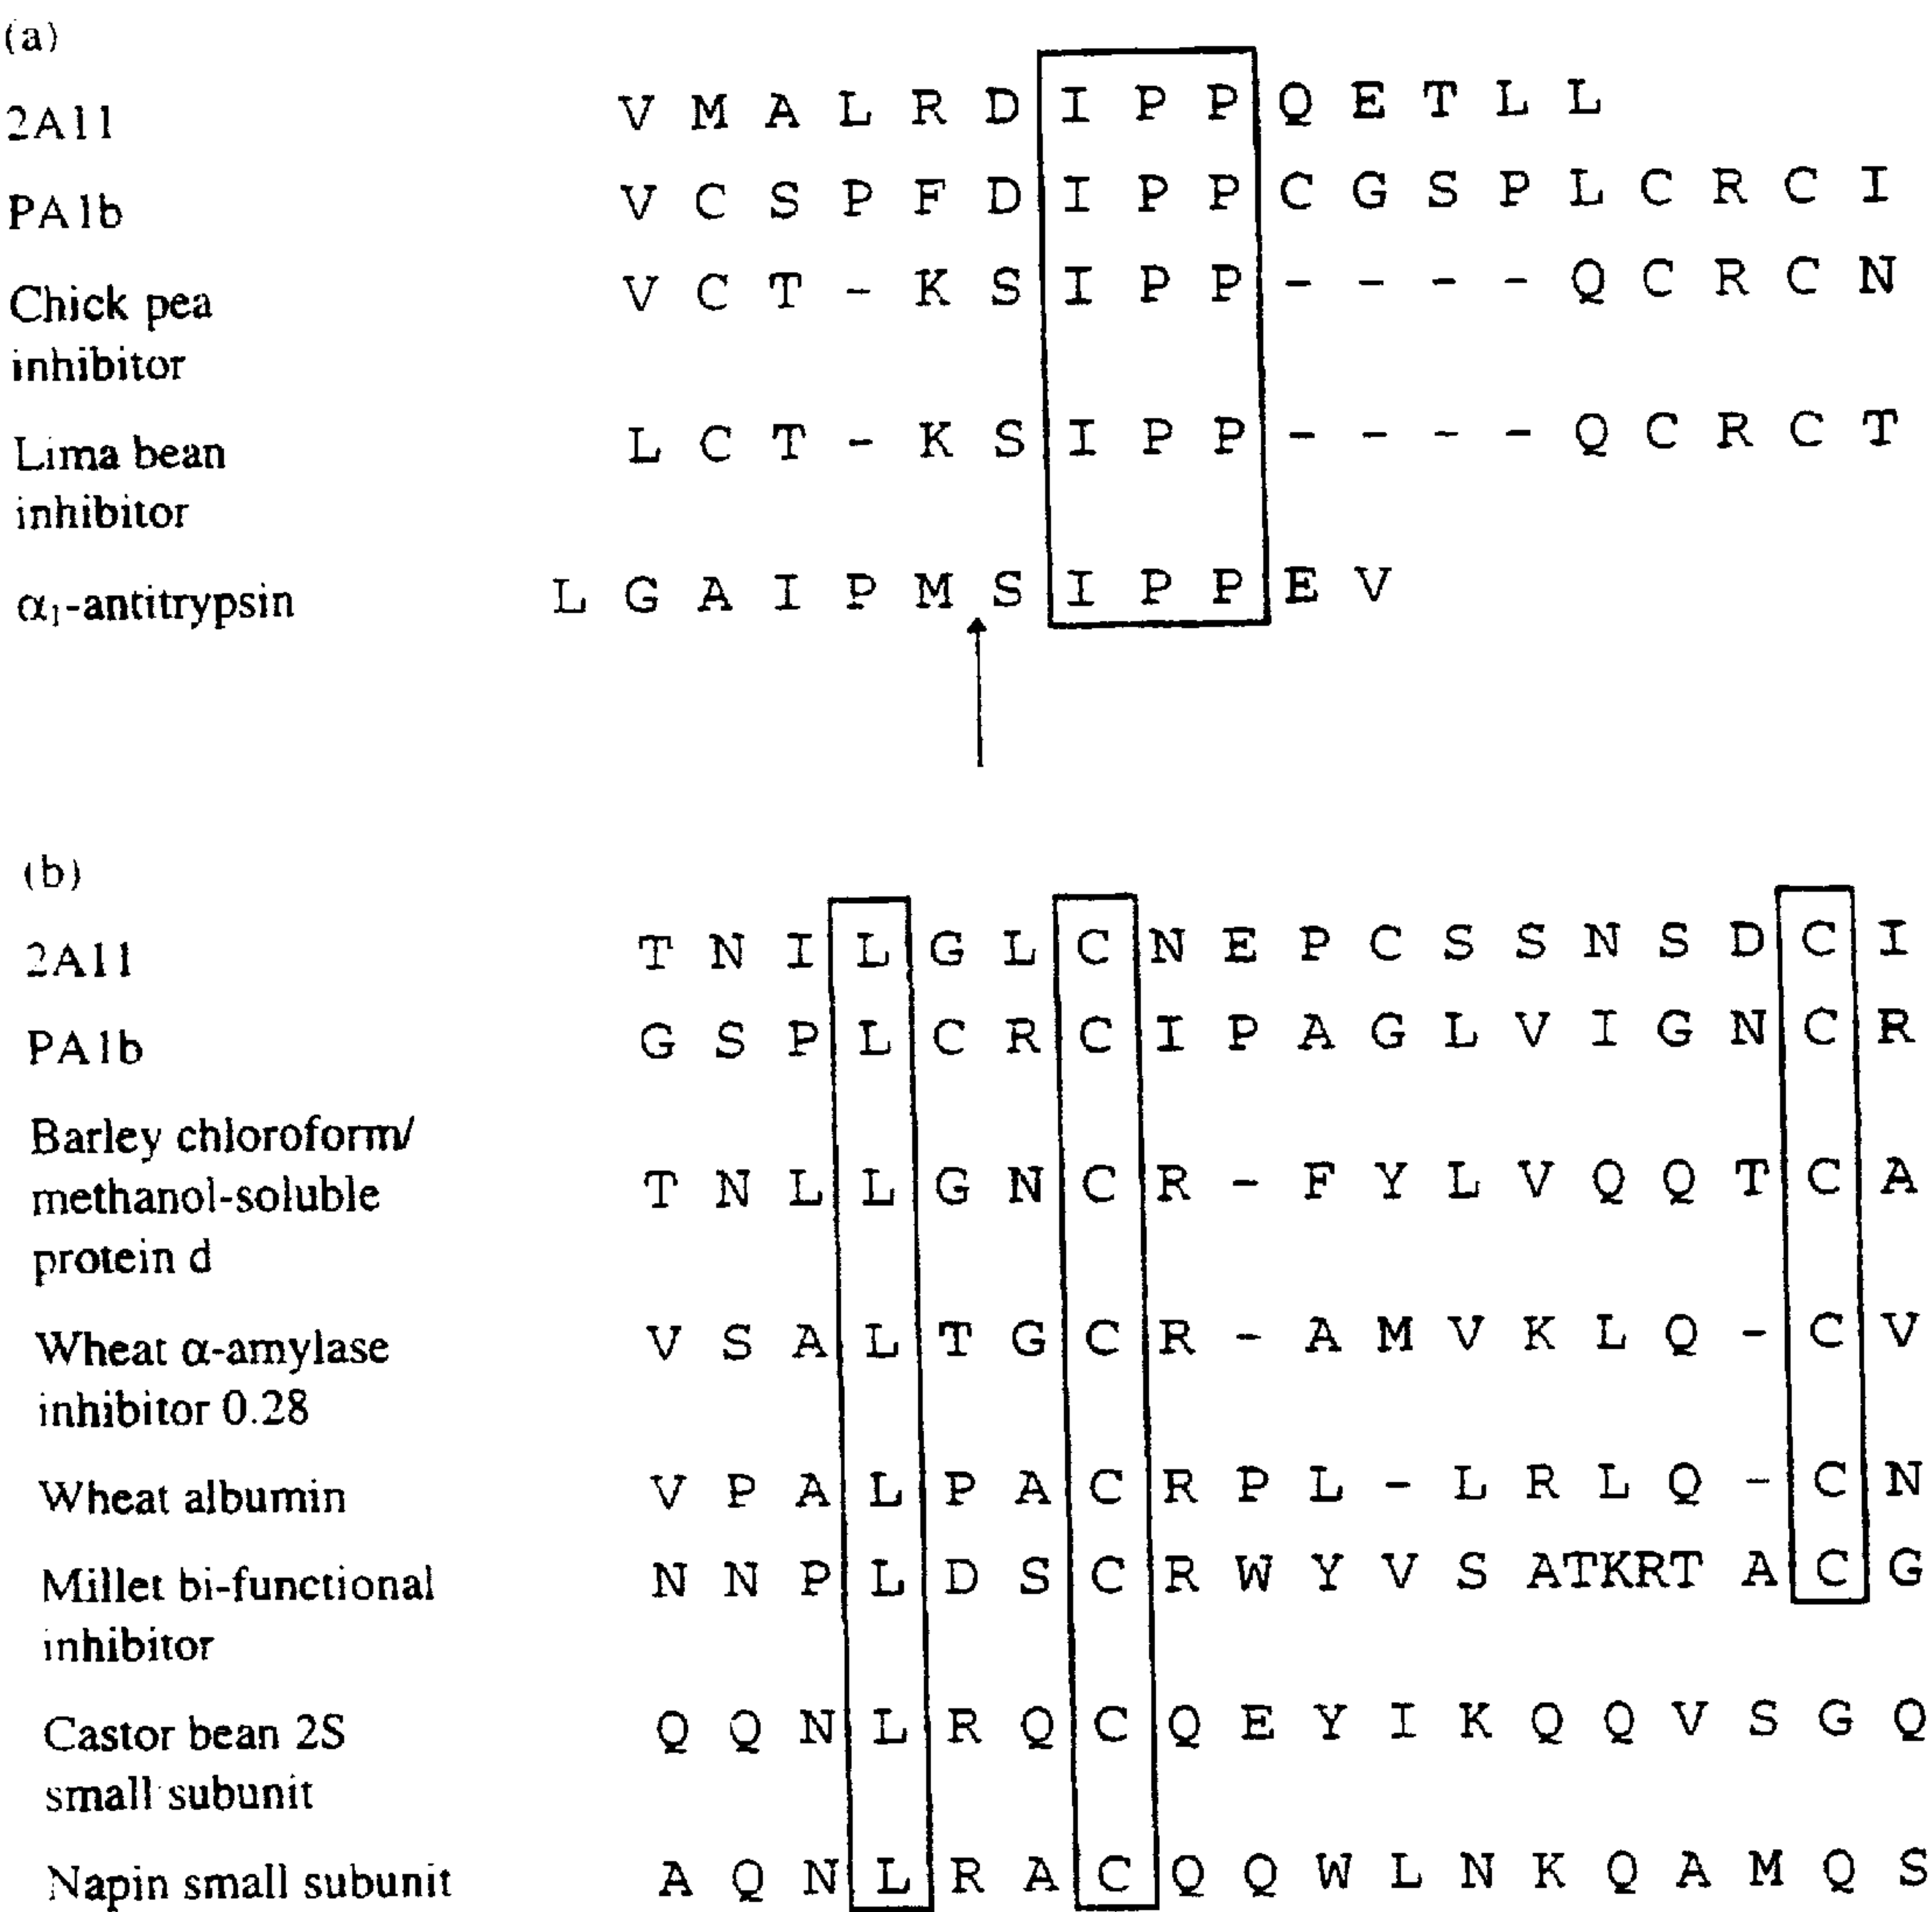 (a)
2A11 V M A L R D I P P Q E T L L
PA1b V C S P F D I P P C G S P L C R C I
Chick pea V C T - K S I P P - - - - Q C R C N
inhibitor
Lima bean L C T - K S I P P - - - - Q C R C T
inhibitor
α1-antitrypsin L G A I P M S I P P E V
(b)
2A11 T N I L G L C N E P C S S N S D C I
PA1b G S P L C R C I P A G L V I G N C R
Barley chloroform/
methanol-soluble T N L L G N C R - F Y L V Q Q T C A
protein d
Wheat α-amylase V S A L T G C R - A M V K L Q - C V
inhibitor 0.28
Wheat albumin V P A L P A C R P L - L R L Q - C N
Millet bi-functional N N P L D S C R W Y V S ATKRT A C G
inhibitor
Castor bean 2S Q Q N L R Q C Q E Y I K Q Q V S G Q
small subunit
Napin small subunit A Q N L R A C Q Q W L N K Q A M Q S